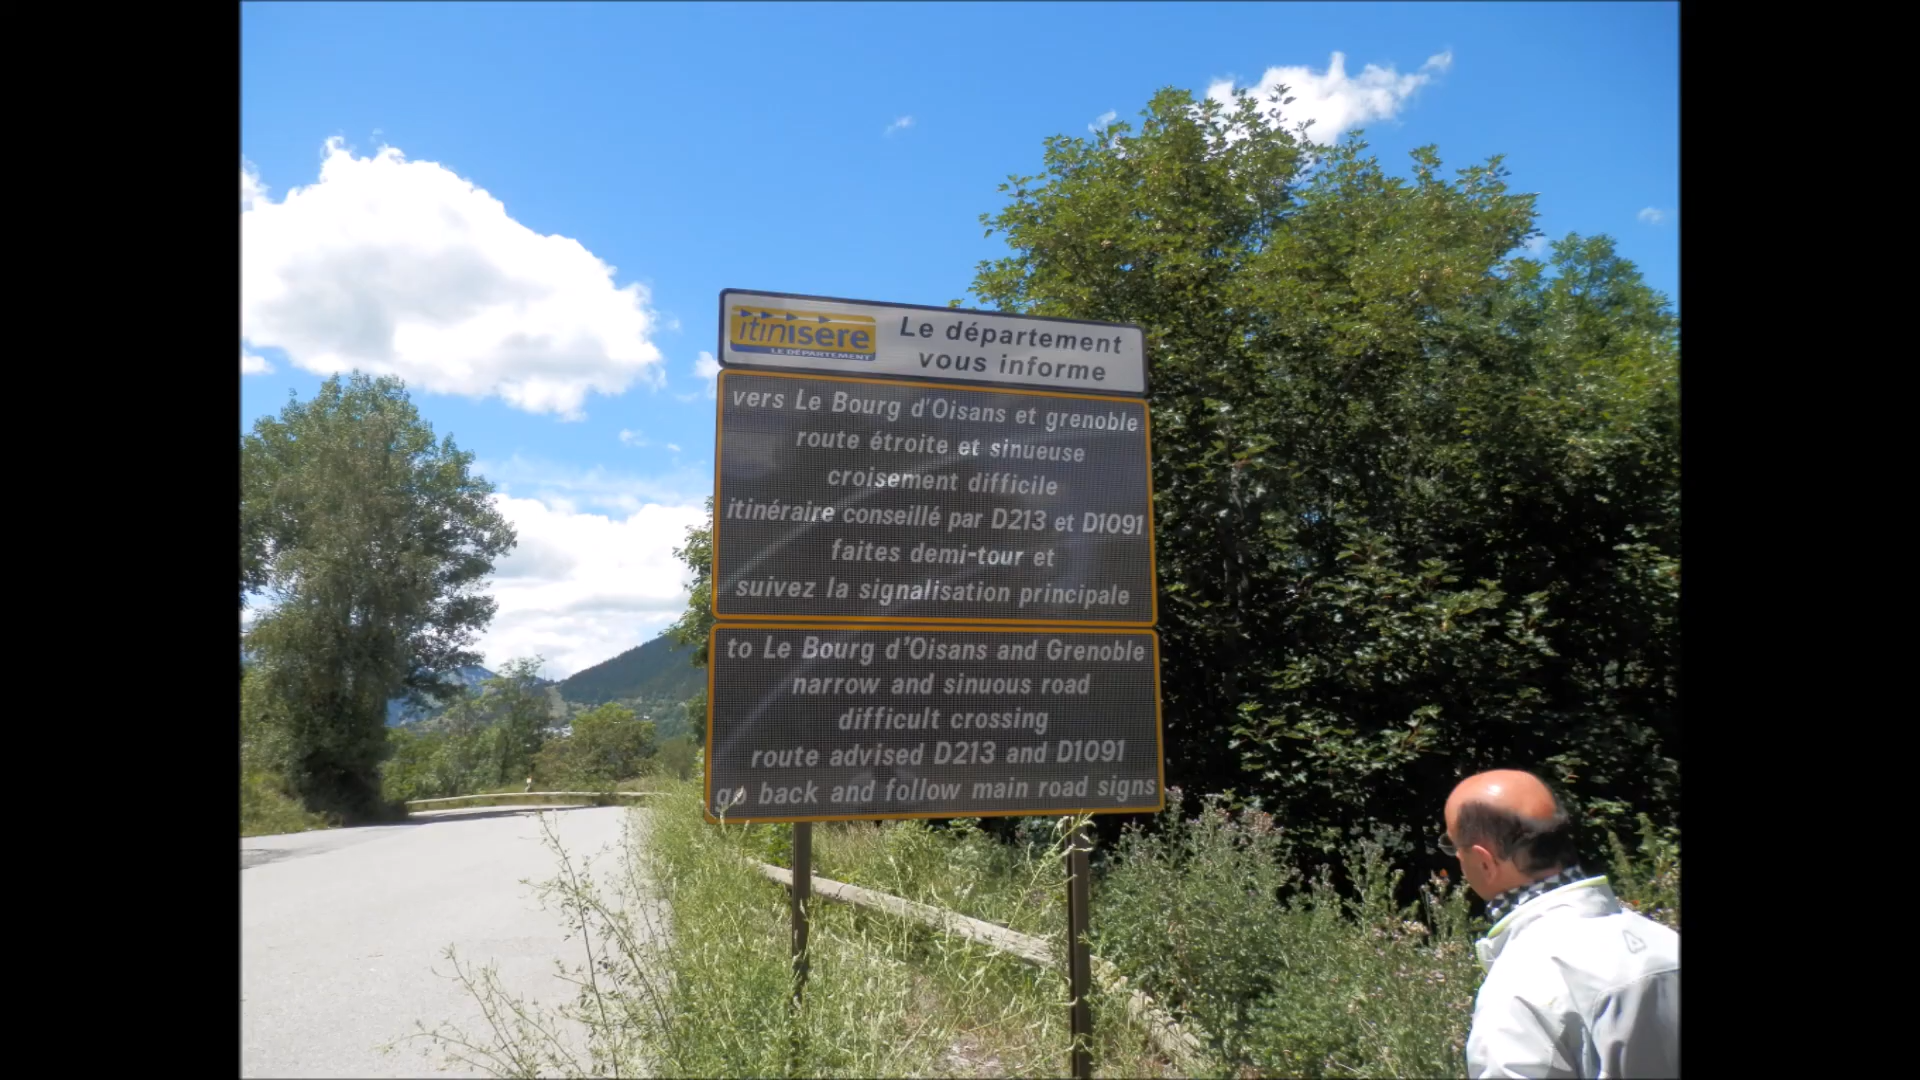 itinisère
LE DÉPARTEMENT
Le département
vous informe
vers Le Bourg d'Oisans et grenoble
route étroite et sinueuse
croisement difficile
itinéraire conseillé par D213 et D1091
faites demi-tour et
suivez la signalisation principale
to Le Bourg d'Oisans and Grenoble
narrow and sinuous road
difficult crossing
route advised D213 and D1091
go back and follow main road signs